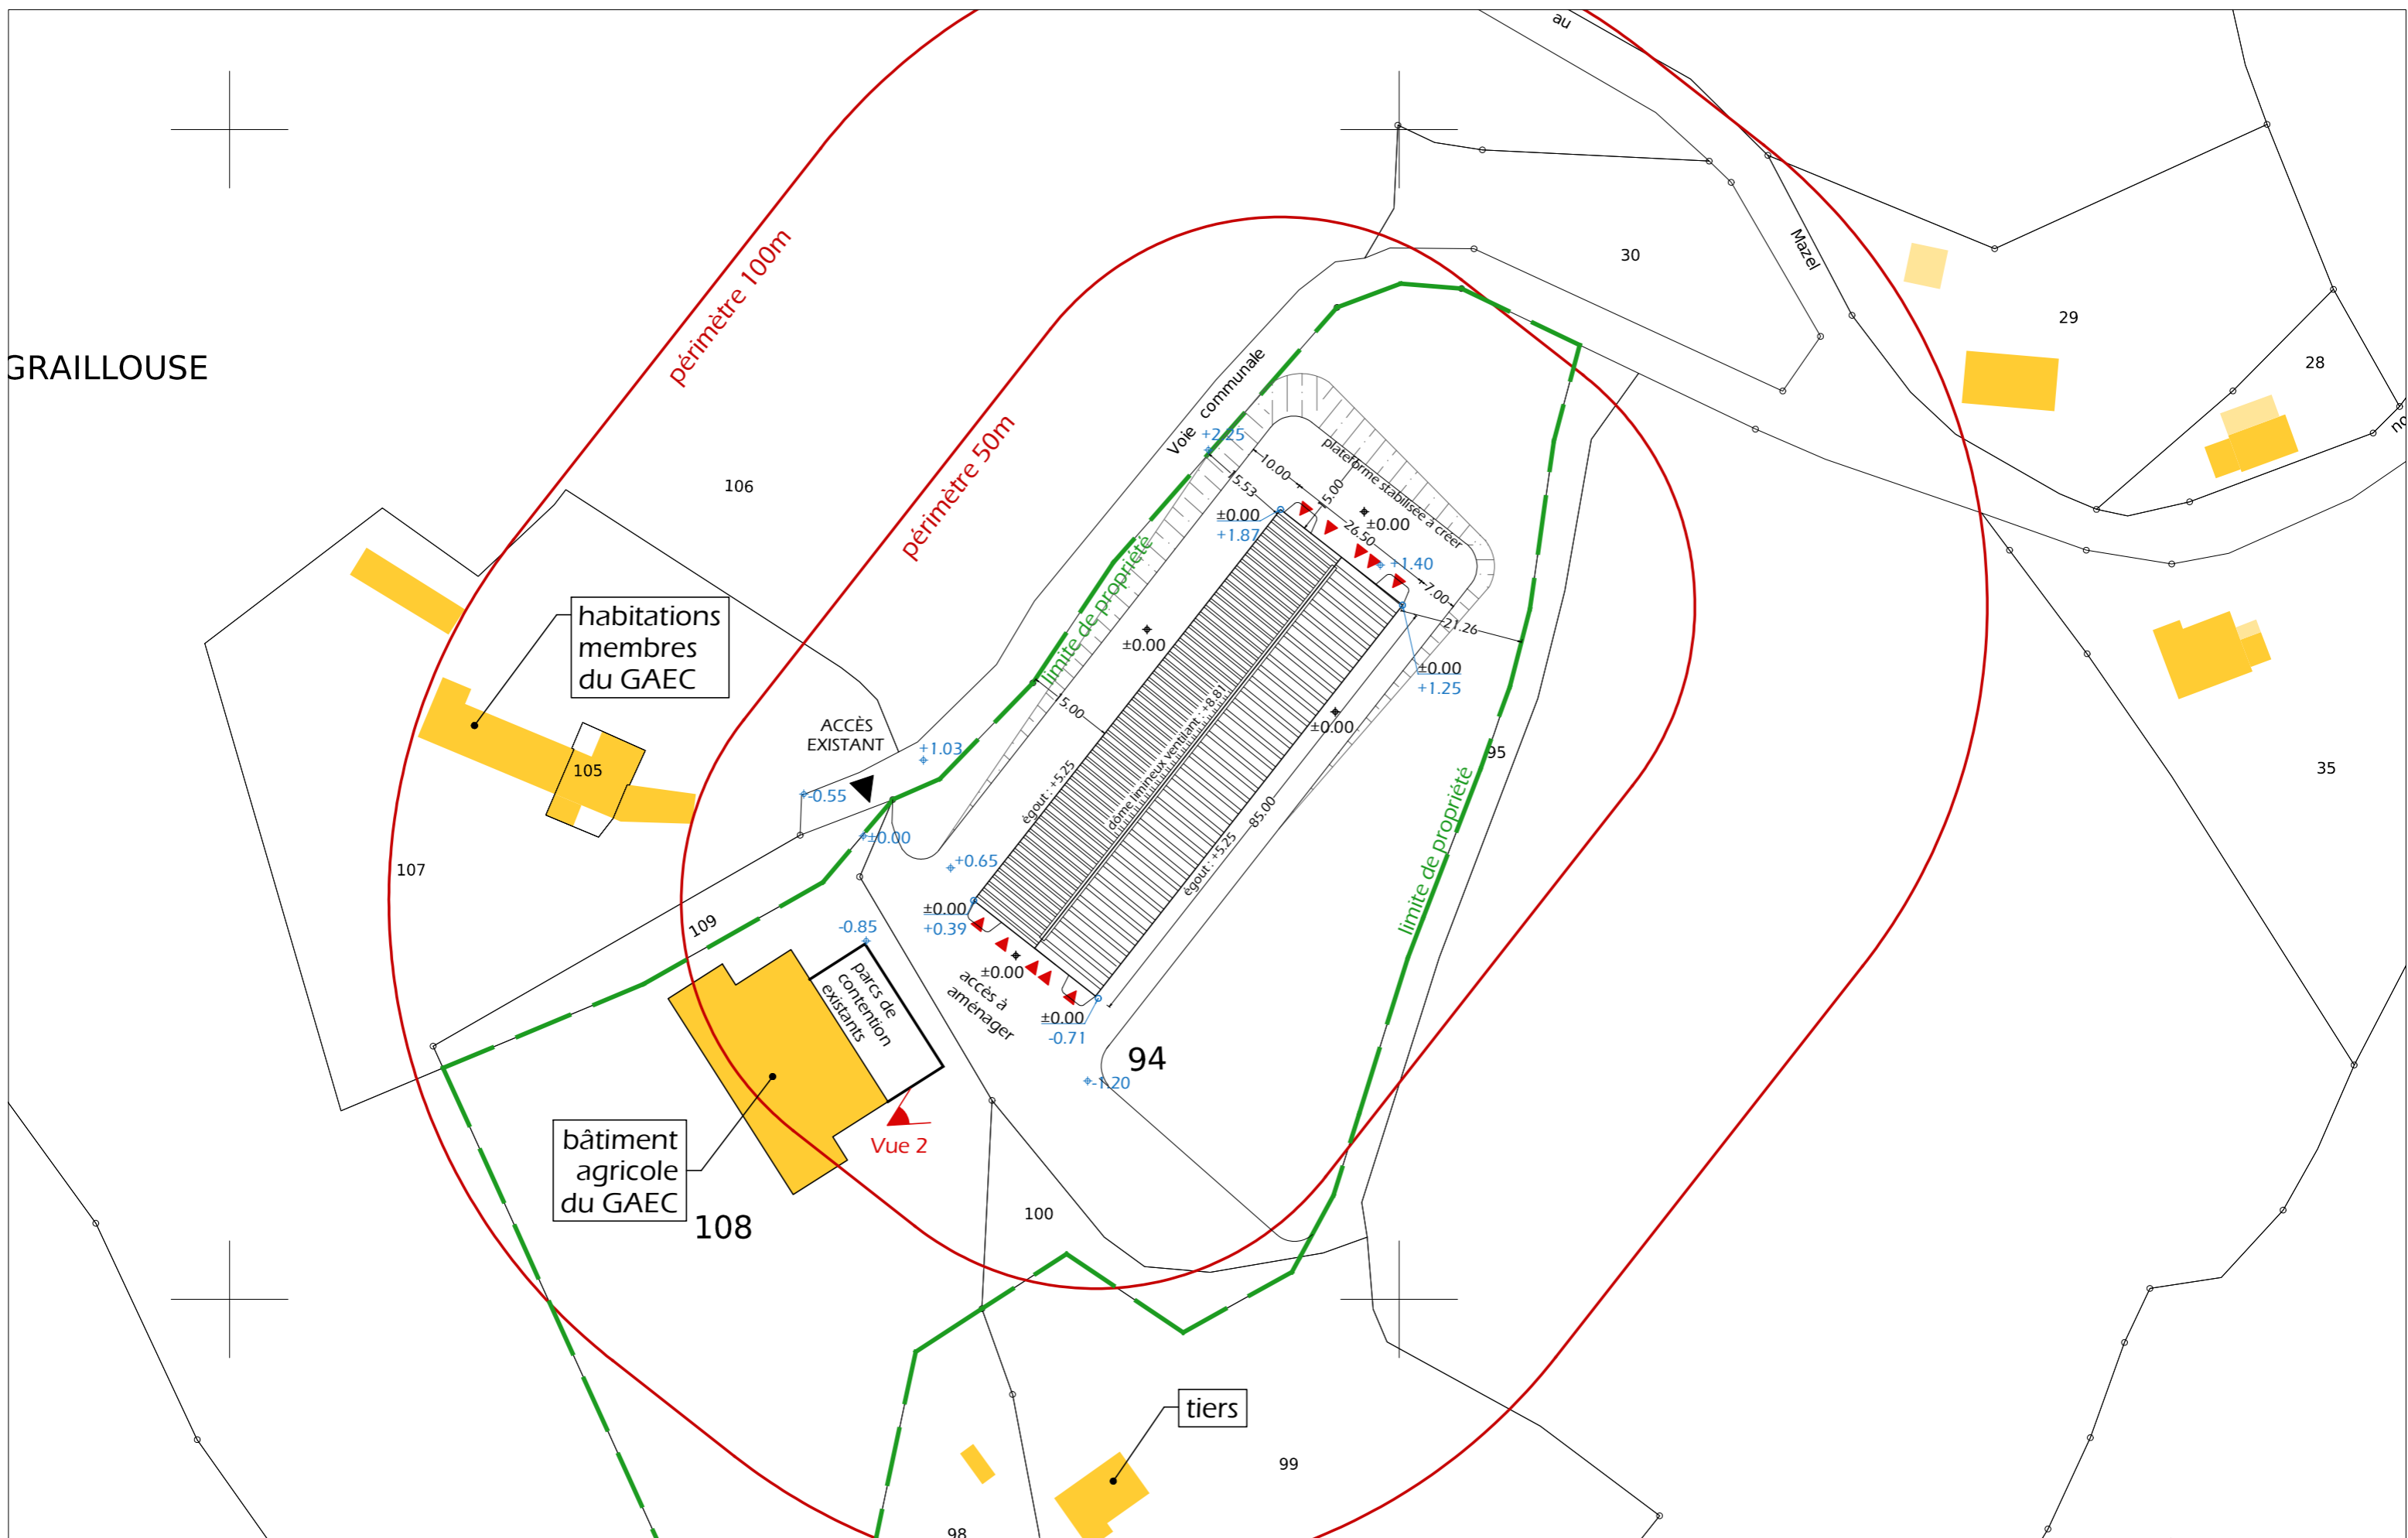 au
GRAILLOUSE
périmètre 100m
périmètre 50m
30
Mazel
29
28
106
Voie communale
+2.25
10.00
15.53
plateforme stabilisée à créer
5.00
±0.00
+1.87
±0.00
26.50
+1.40
7.00
21.26
±0.00
+1.25
limite de propriété
±0.00
5.00
habitations
membres
du GAEC
ACCÈS
EXISTANT
+1.03
-0.55
±0.00
+0.65
105
107
109
égout : +5.25
dôme limineux ventilant : +8.81
égout : +5.25
85.00
±0.00
95
limite de propriété
35
±0.00
+0.39
-0.85
parcs de
contention
existants
±0.00
accès à
aménager
±0.00
-0.71
94
-1.20
Vue 2
bâtiment
agricole
du GAEC
108
100
tiers
99
98